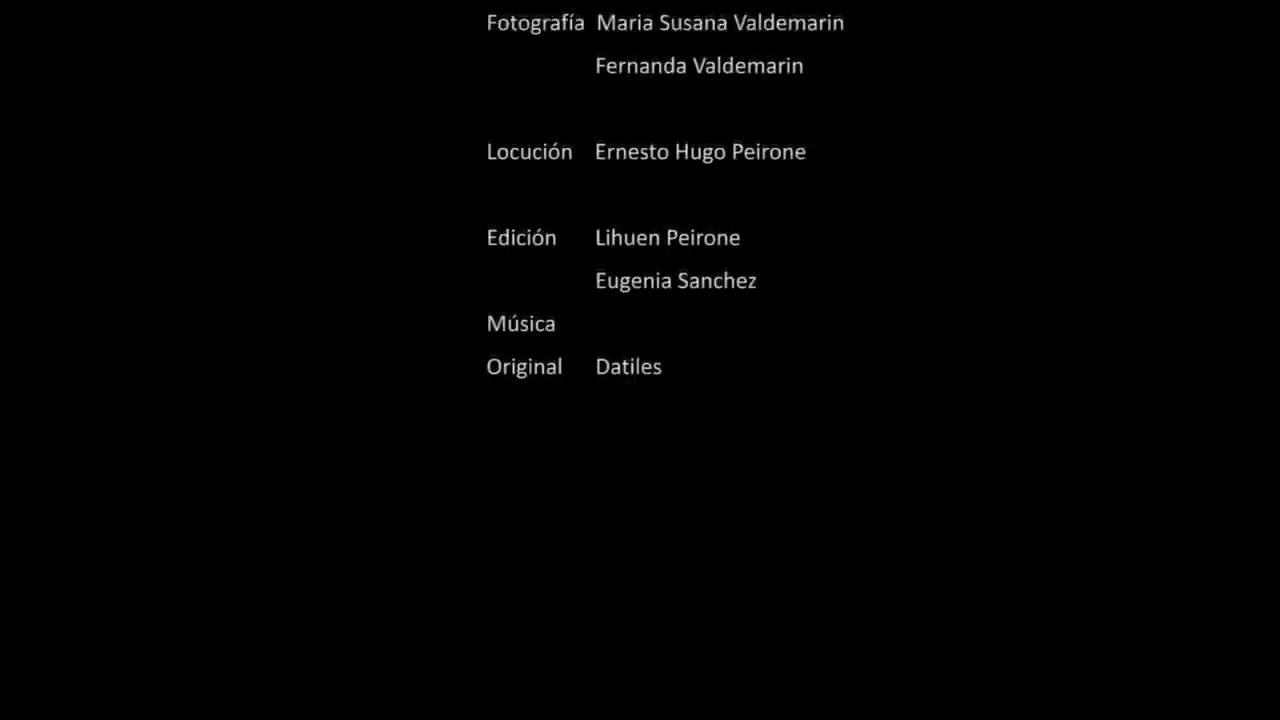 Fotografía Maria Susana Valdemarin
Fernanda Valdemarin
Locución Ernesto Hugo Peirone
Edición Lihuen Peirone
Eugenia Sanchez
Música
Original Datiles